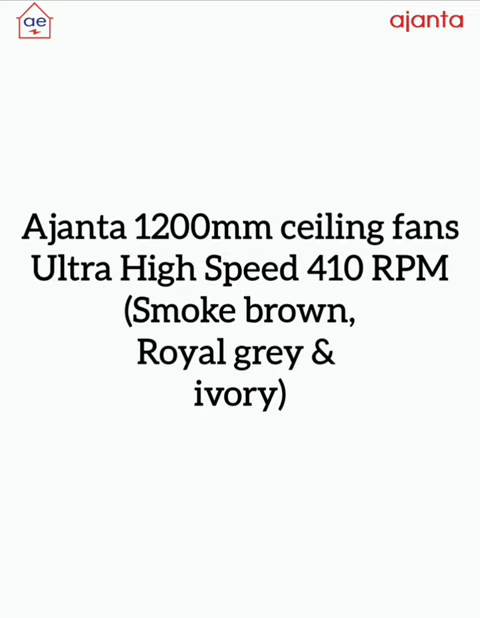 ae
ajanta
Ajanta 1200mm ceiling fans
Ultra High Speed 410 RPM
(Smoke brown,
Royal grey &
ivory)